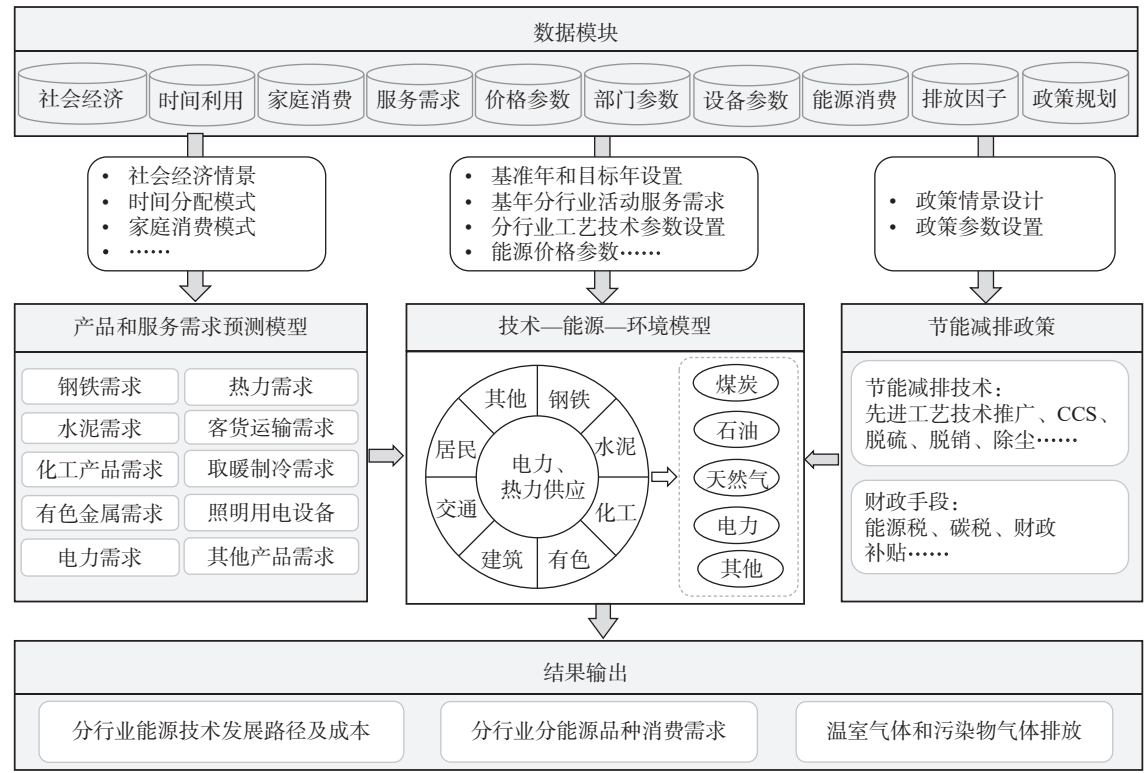 数据模块
社会经济
时间利用
家庭消费
服务需求
价格参数
部门参数
设备参数
能源消费
排放因子
政策规划
• 社会经济情景
• 时间分配模式
• 家庭消费模式
• ……
• 基准年和目标年设置
• 基年分行业活动服务需求
• 分行业工艺技术参数设置
• 能源价格参数……
• 政策情景设计
• 政策参数设置
产品和服务需求预测模型
钢铁需求
热力需求
水泥需求
客货运输需求
化工产品需求
取暖制冷需求
有色金属需求
照明用电设备
电力需求
其他产品需求
技术—能源—环境模型
其他
钢铁
居民
水泥
电力、
热力供应
交通
化工
建筑
有色
煤炭
石油
天然气
电力
其他
节能减排政策
节能减排技术：
先进工艺技术推广、CCS、
脱硫、脱销、除尘……
财政手段：
能源税、碳税、财政
补贴……
结果输出
分行业能源技术发展路径及成本
分行业分能源品种消费需求
温室气体和污染物气体排放